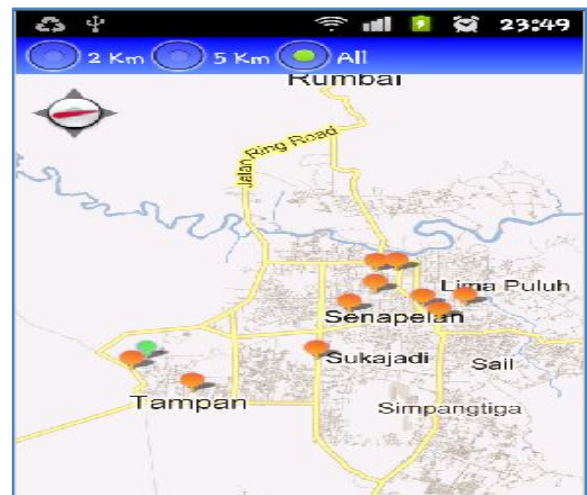 23:49
2 Km 5 Km All
Rumbai
Jalan Ring Road
Lima Puluh
Senapelan
Sukajadi
Sail
Tampan
Simpangtiga